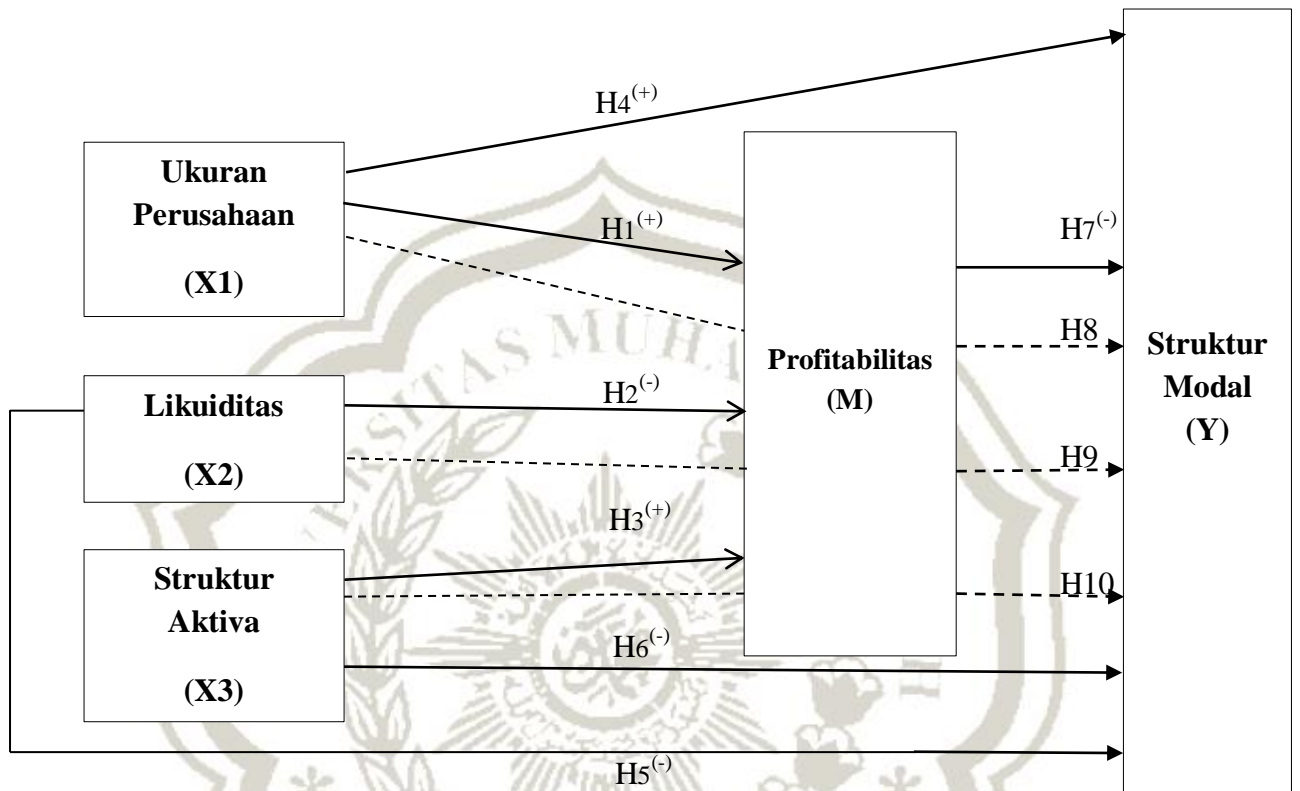 H4(+)
Ukuran
Perusahaan
(X1)
H1(+)
H7(-)
H8
Profitabilitas
(M)
Struktur
Modal
(Y)
Likuiditas
(X2)
H2(-)
H9
H3(+)
Struktur
Aktiva
(X3)
H10
H6(-)
H5(-)